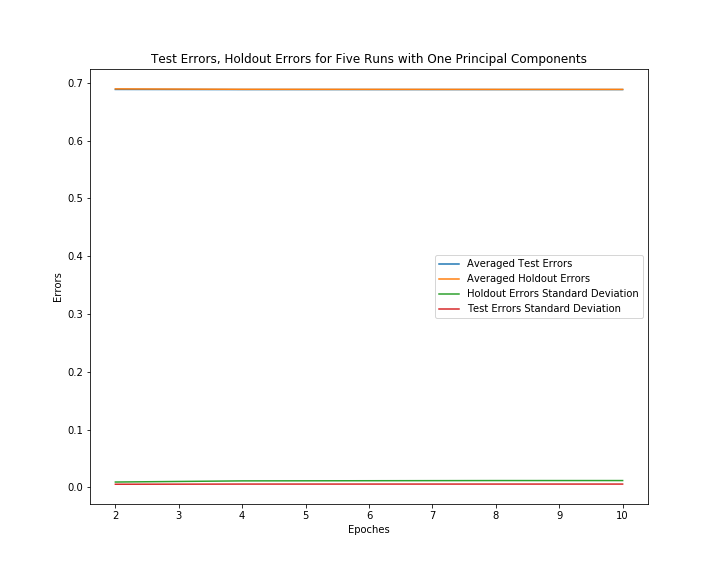 Test Errors, Holdout Errors for Five Runs with One Principal Components
0.7
0.6
0.5
0.4
0.3
0.2
0.1
0.0
Errors
Averaged Test Errors
Averaged Holdout Errors
Holdout Errors Standard Deviation
Test Errors Standard Deviation
2 3 4 5 6 7 8 9 10
Epoches